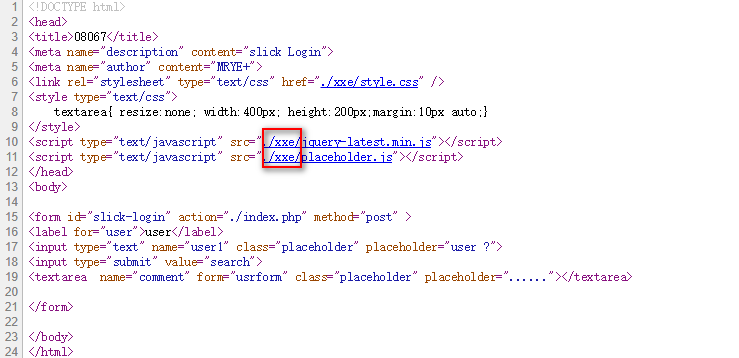 1 <!DOCTYPE html>
2 <head>
3 <title>08067</title>
4 <meta name="description" content="slick Login">
5 <meta name="author" content="MRYE+">
6 <link rel="stylesheet" type="text/css" href="./xxe/style.css" />
7 <style type="text/css">
8 textarea{ resize:none; width:400px; height:200px;margin:10px auto;}
9 </style>
10 <script type="text/javascript" src="./xxe/jquery-latest.min.js"></script>
11 <script type="text/javascript" src="./xxe/placeholder.js"></script>
12 </head>
13 <body>
14
15 <form id="slick-login" action="./index.php" method="post" >
16 <label for="user">user</label>
17 <input type="text" name="user1" class="placeholder" placeholder="user ?">
18 <input type="submit" value="search">
19 <textarea  name="comment" form="usrform" class="placeholder" placeholder="......"></textarea>
20
21 </form>
22
23 </body>
24 </html>